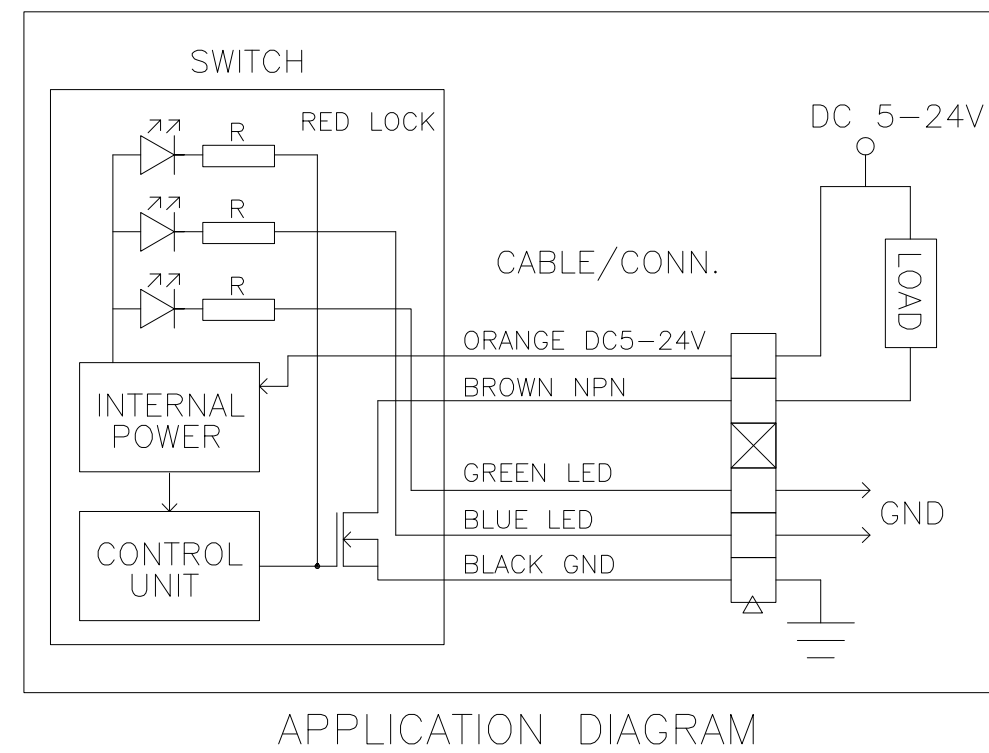 SWITCH
RED LOCK
R
R
R
INTERNAL
POWER
CONTROL
UNIT
CABLE/CONN.
ORANGE DC5-24V
BROWN NPN
GREEN LED
BLUE LED
BLACK GND
DC 5-24V
LOAD
GND
APPLICATION DIAGRAM